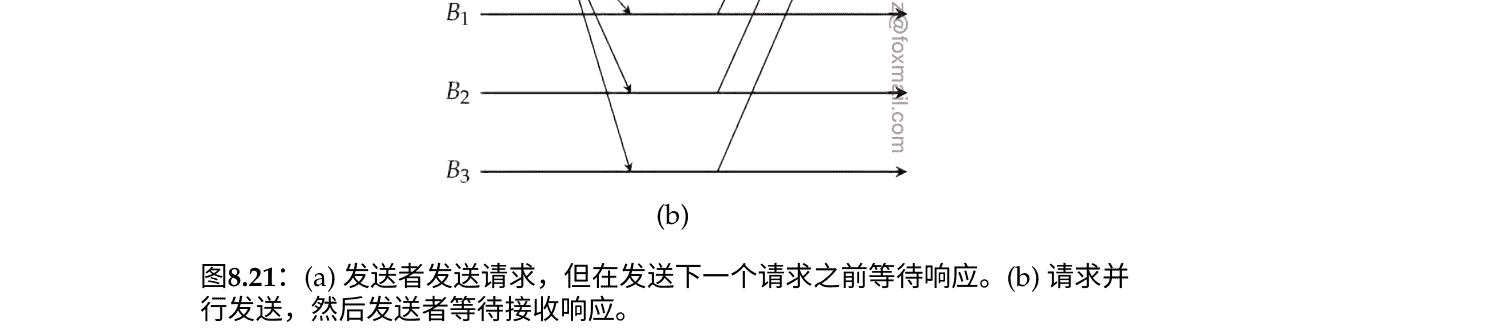 B1
z@foxmail.com
B2
B3
(b)
图8.21：(a) 发送者发送请求，但在发送下一个请求之前等待响应。(b) 请求并
行发送，然后发送者等待接收响应。